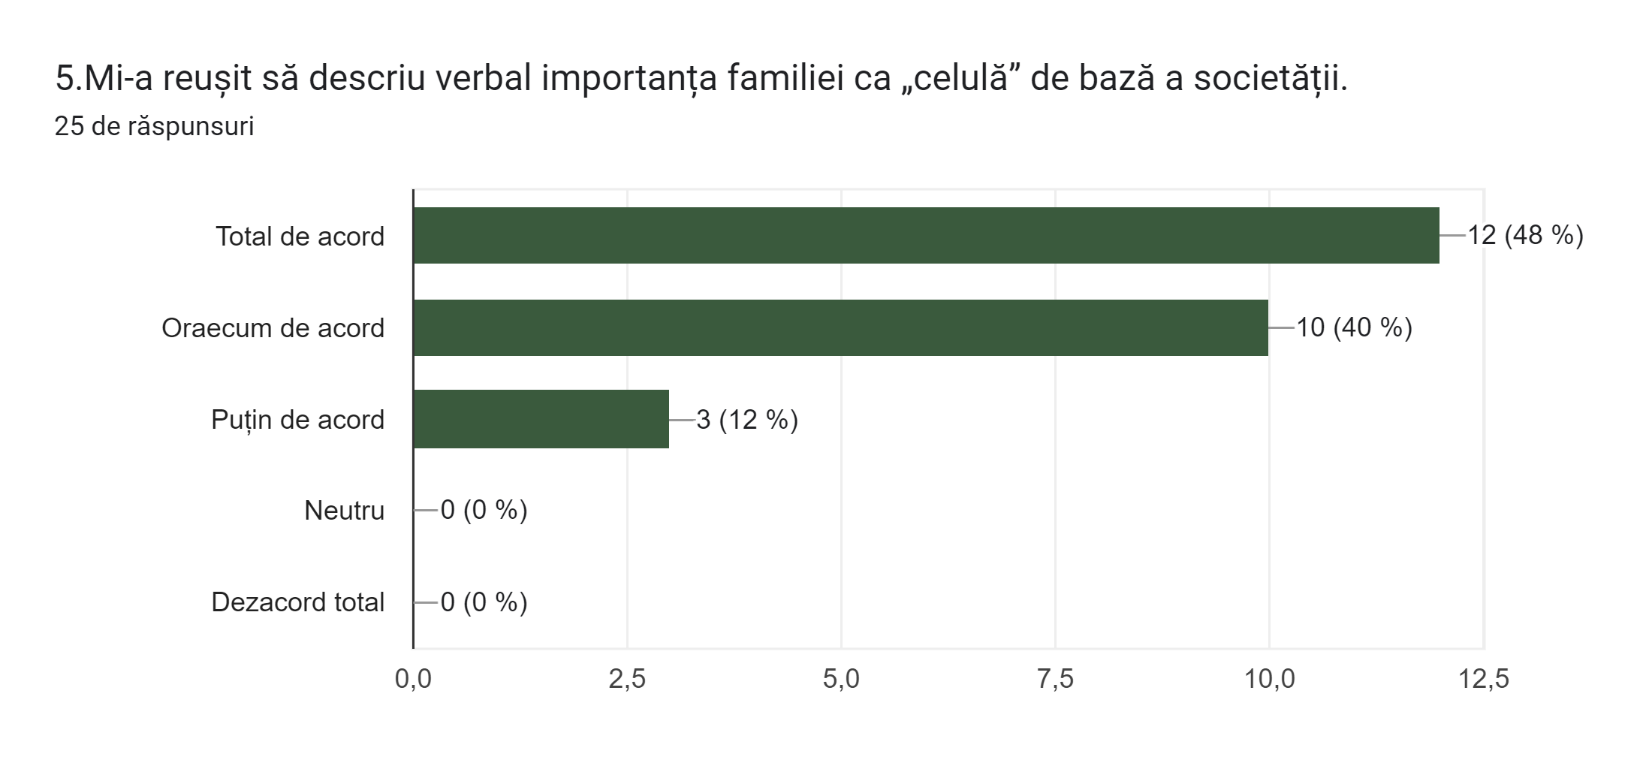 5.Mi-a reușit să descriu verbal importanța familiei ca „celulă” de bază a societății.
25 de răspunsuri
Total de acord
12 (48 %)
Oraecum de acord
10 (40 %)
Puțin de acord
3 (12 %)
Neutru
0 (0 %)
Dezacord total
0 (0 %)
0,0 2,5 5,0 7,5 10,0 12,5